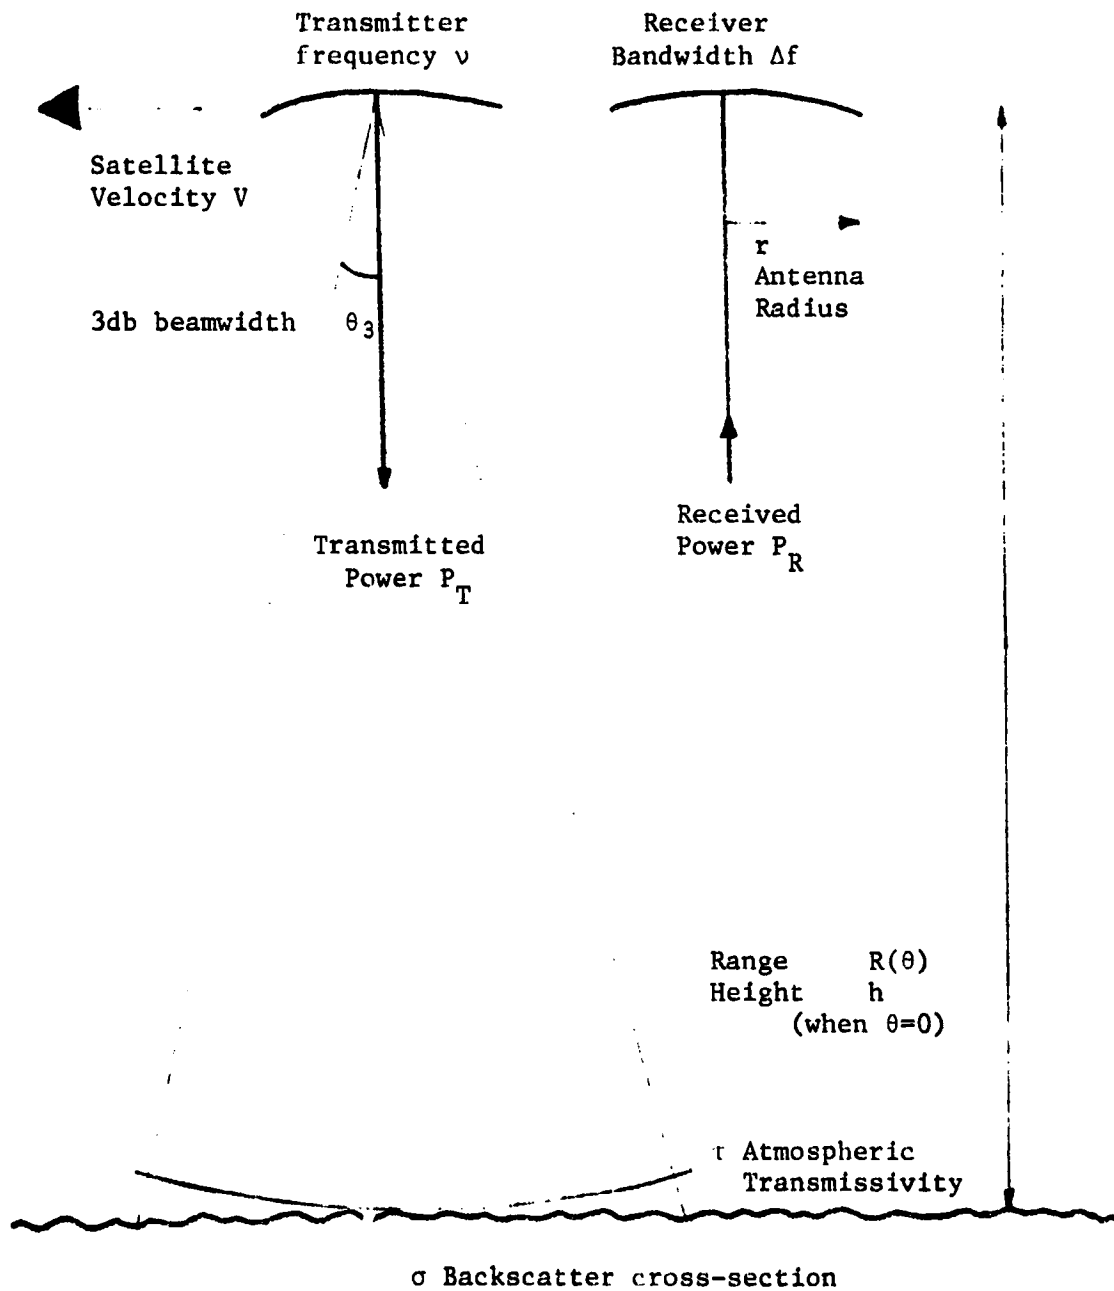 Transmitter
frequency ν
Receiver
Bandwidth Δf
Satellite
Velocity V
r
Antenna
Radius
3db beamwidth θ3
Transmitted
Power PT
Received
Power PR
Range R(θ)
Height h
(when θ=0)
τ Atmospheric
Transmissivity
σ Backscatter cross-section